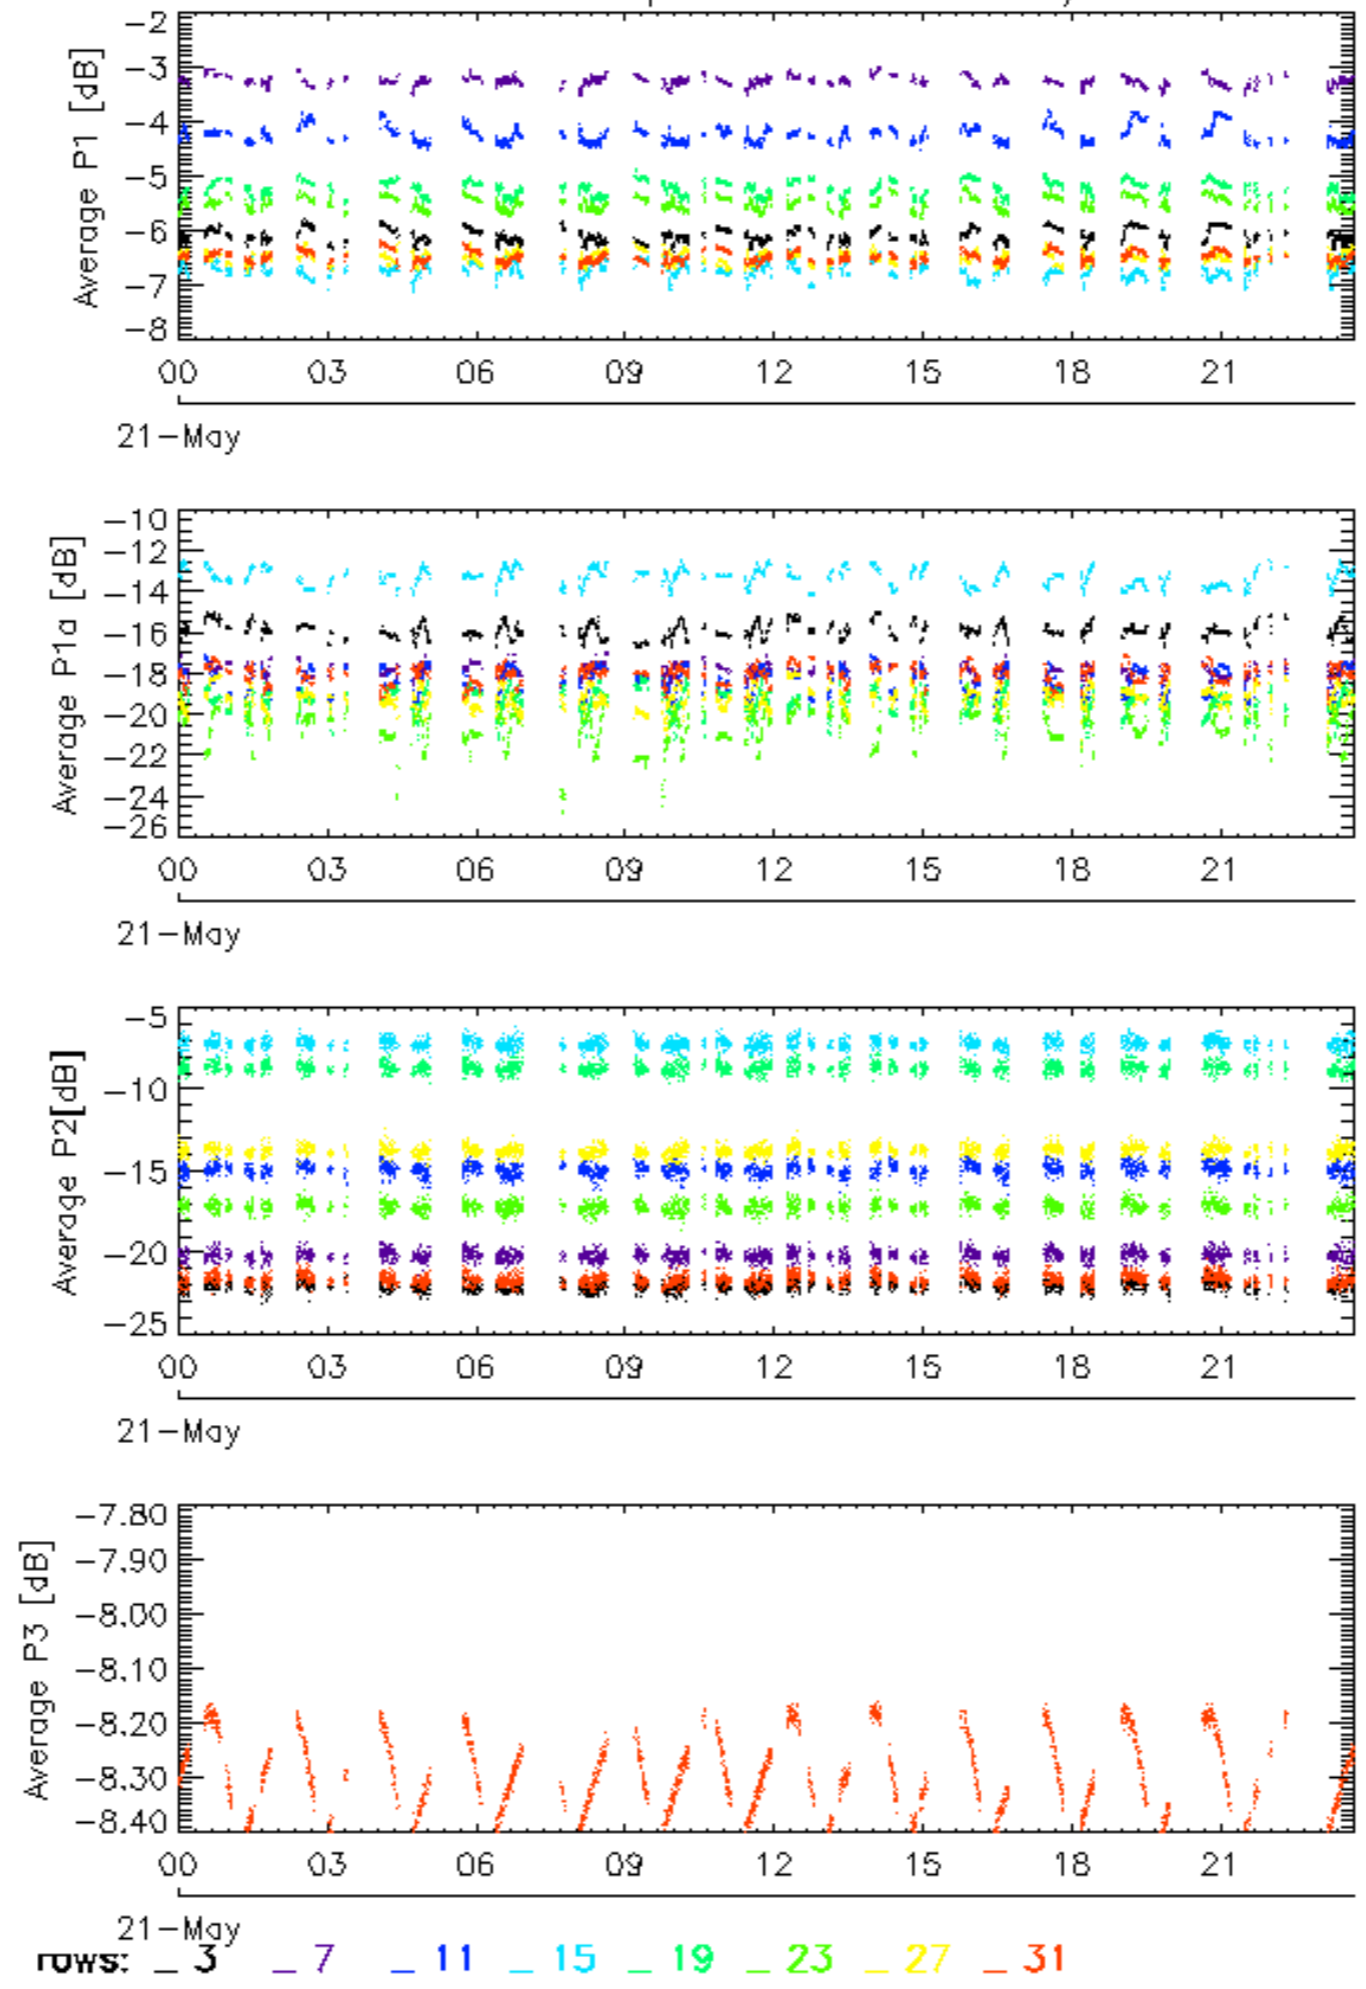 -2
-3
-4
-5
-6
-7
-8
Average P1 [dB]
00 03 06 09 12 15 18 21
21-May
-10
-12
-14
-16
-18
-20
-22
-24
-26
Average P1a [dB]
00 03 06 09 12 15 18 21
21-May
-5
-10
-15
-20
-25
Average P2[dB]
00 03 06 09 12 15 18 21
21-May
-7.80
-7.90
-8.00
-8.10
-8.20
-8.30
-8.40
Average P3 [dB]
00 03 06 09 12 15 18 21
21-May
rows: _ 3 _ 7 _ 11 _ 15 _ 19 _ 23 _ 27 _ 31